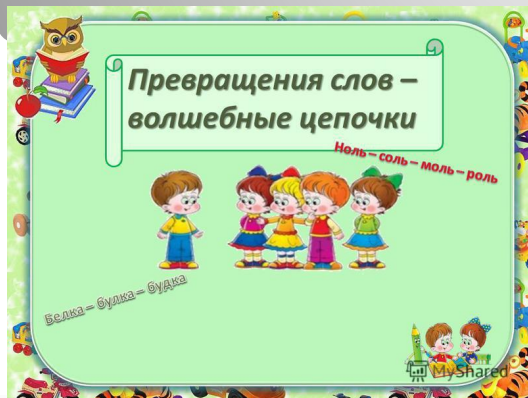 Превращения слов –
волшебные цепочки
Ноль – соль – моль – роль
Белка – булка – будка
MyShared